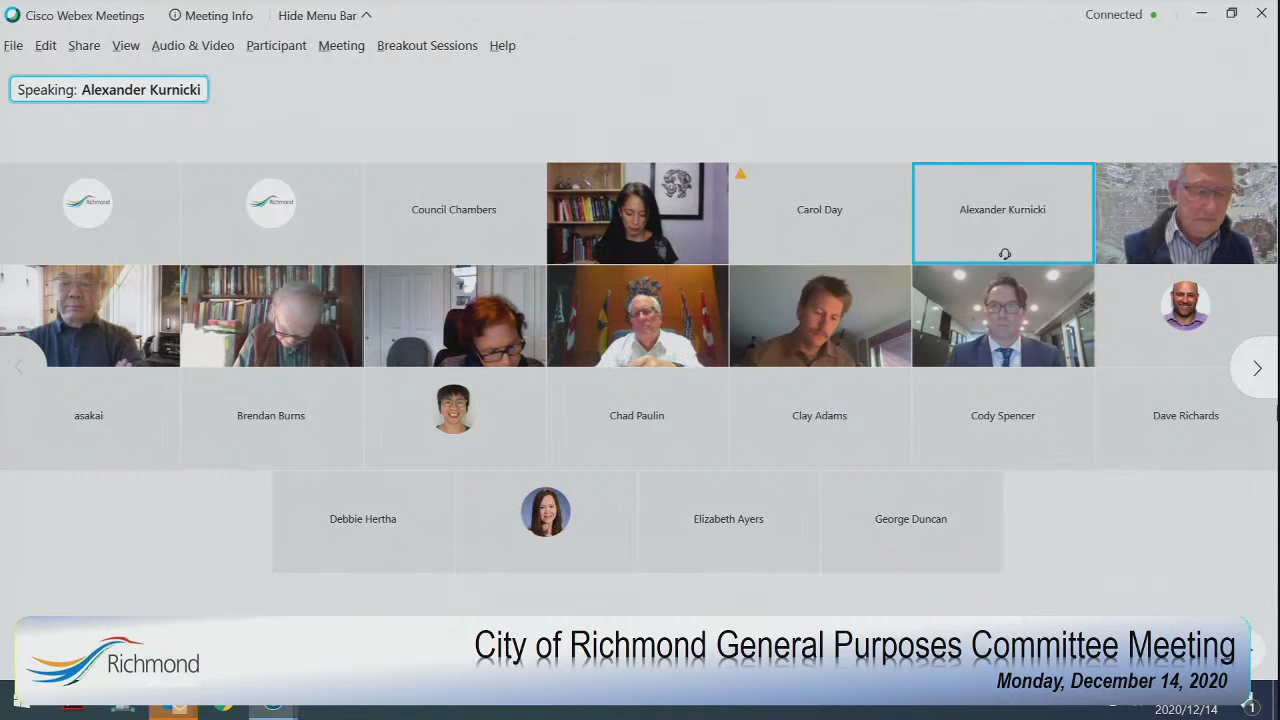 Cisco Webex Meetings
Meeting Info
Hide Menu Bar
Connected
File Edit Share View Audio & Video Participant Meeting Breakout Sessions Help
Speaking: Alexander Kurnicki
Richmond
Richmond
Council Chambers
Carol Day
Alexander Kurnicki
asakai
Brendan Burns
Chad Paulin
Clay Adams
Cody Spencer
Dave Richards
Debbie Hertha
Elizabeth Ayers
George Duncan
Richmond
City of Richmond General Purposes Committee Meeting
Monday, December 14, 2020
2020/12/14
1